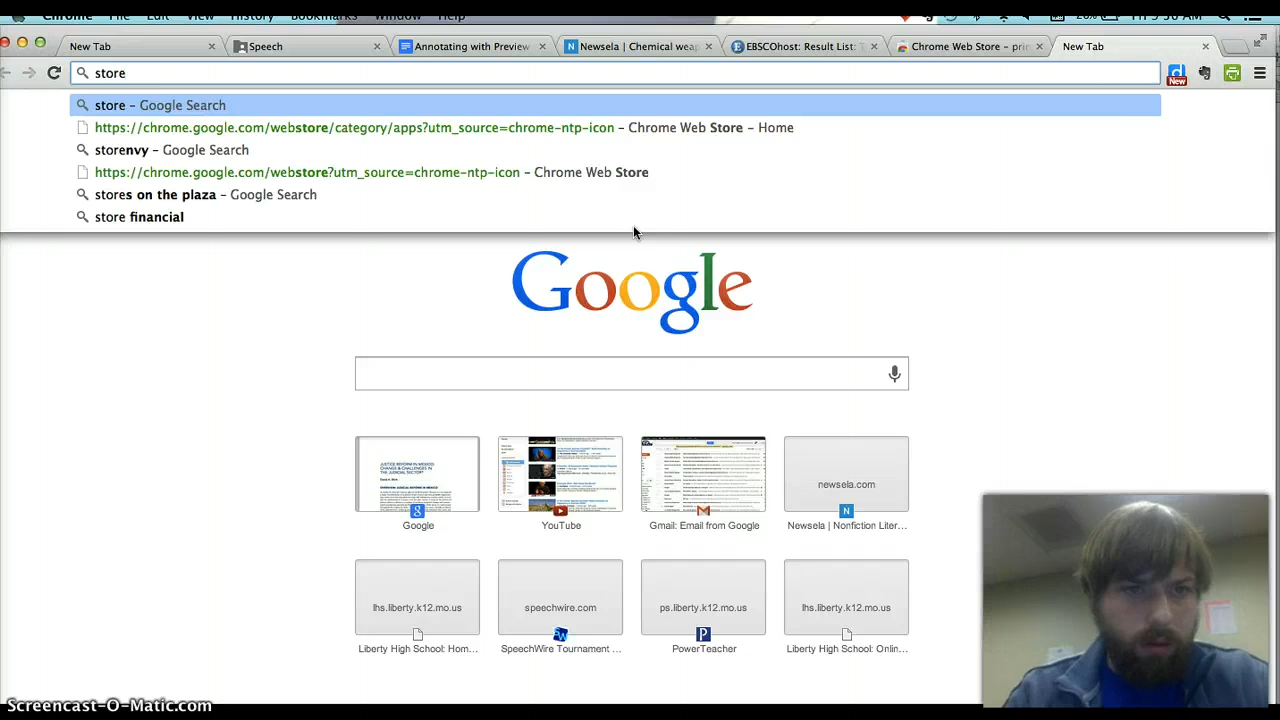 Chrome File Edit View History Bookmarks Window Help
New Tab
Speech
Annotating with Preview
Newsela | Chemical weap
EBSCOhost: Result List: T
Chrome Web Store – prin
New Tab
store
New
store – Google Search
https://chrome.google.com/webstore/category/apps?utm_source=chrome-ntp-icon – Chrome Web Store – Home
storenvy – Google Search
https://chrome.google.com/webstore?utm_source=chrome-ntp-icon – Chrome Web Store
stores on the plaza – Google Search
store financial
Google
newsela.com
Google
YouTube
Gmail: Email from Google
Newsela | Nonfiction Liter...
lhs.liberty.k12.mo.us
speechwire.com
ps.liberty.k12.mo.us
lhs.liberty.k12.mo.us
Liberty High School: Hom...
SpeechWire Tournament ...
PowerTeacher
Liberty High School: Onlin...
Screencast-O-Matic.com